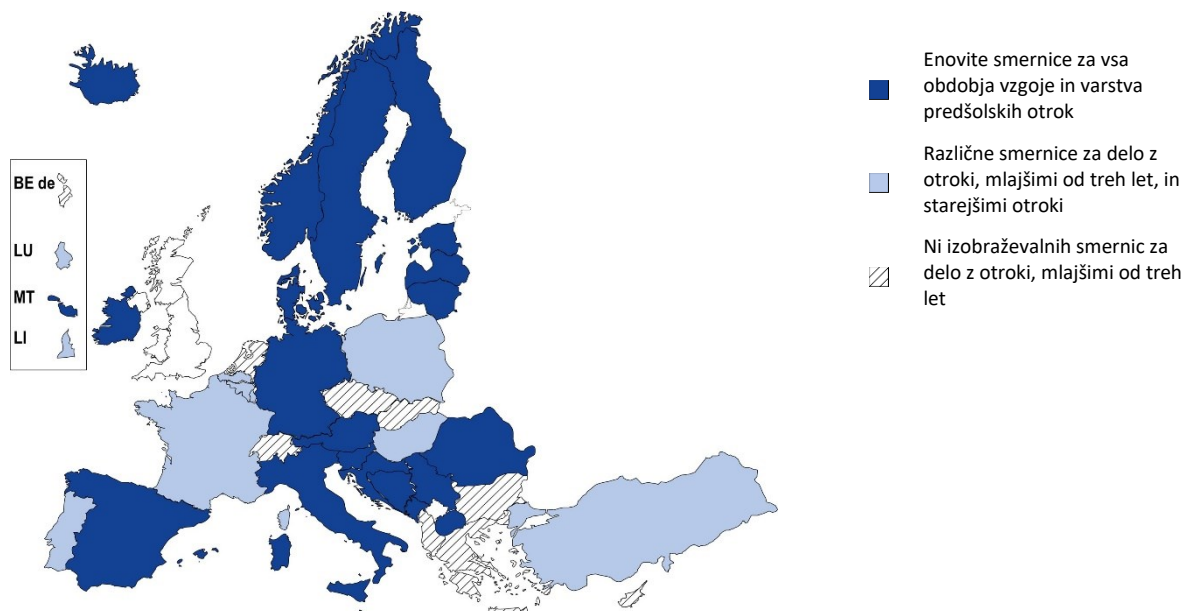 BE de
LU
MT
LI
Enovite smernice za vsa
obdobja vzgoje in varstva
predšolskih otrok
Različne smernice za delo z
otroki, mlajšimi od treh let, in
starejšimi otroki
Ni izobraževalnih smernic za
delo z otroki, mlajšimi od treh
let